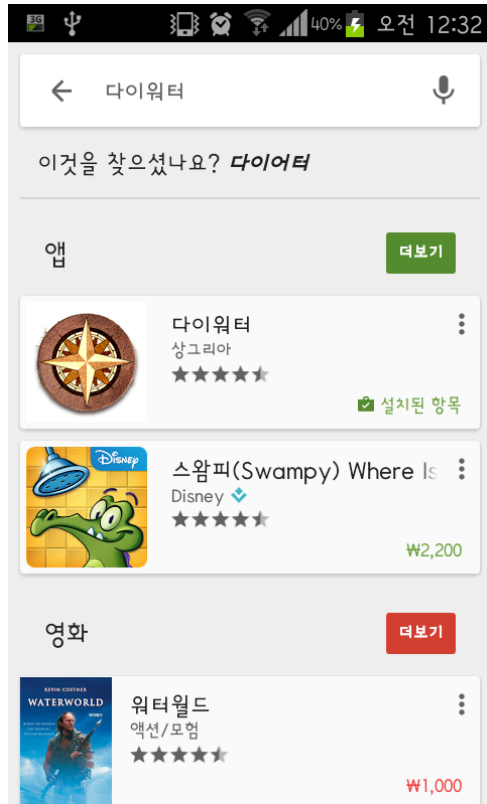 3G 40% 오전 12:32
다이워터
이것을 찾으셨나요? 다이어터
앱 더보기
다이워터
상그리아
설치된 항목
Disney
스왐피(Swampy) Where Is
Disney
₩2,200
영화 더보기
KEVIN COSTNER
WATERWORLD
워터월드
액션/모험
₩1,000